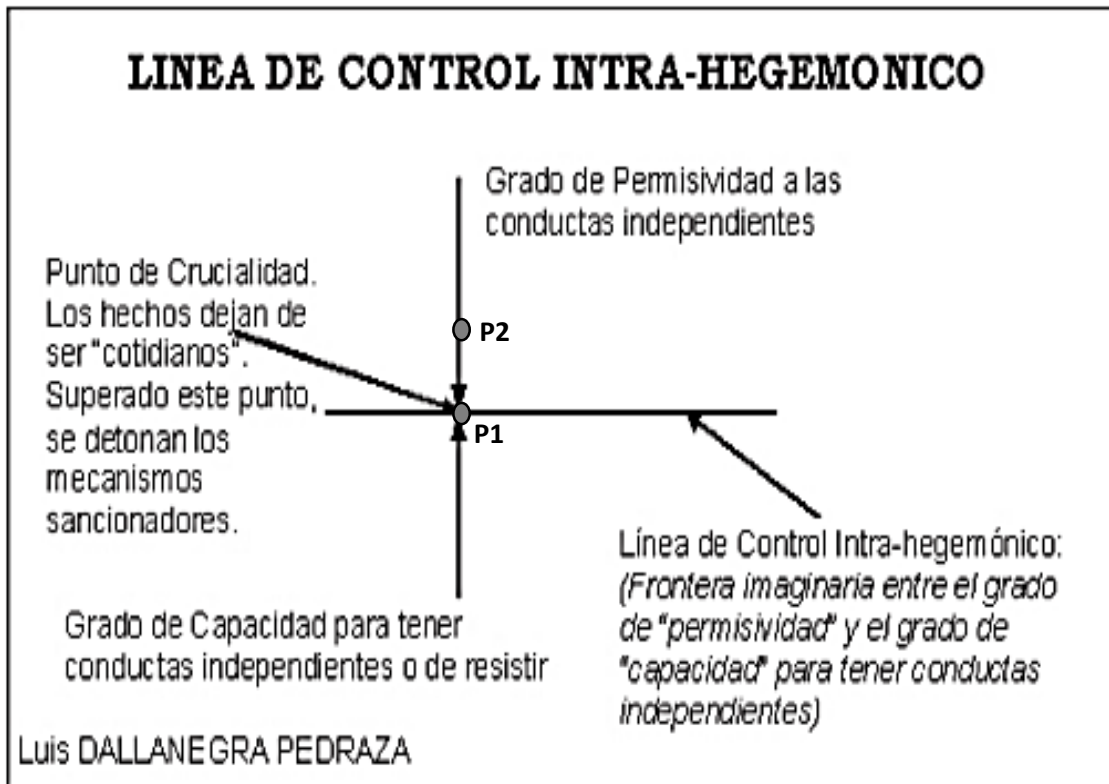 LINEA DE CONTROL INTRA-HEGEMONICO
Grado de Permisividad a las
conductas independientes
Punto de Crucialidad.
Los hechos dejan de
ser "cotidianos".
Superado este punto,
se detonan los
mecanismos
sancionadores.
P2
P1
Grado de Capacidad para tener
conductas independientes o de resistir
Línea de Control Intra-hegemónico:
(Frontera imaginaria entre el grado
de "permisividad" y el grado de
"capacidad" para tener conductas
independientes)
Luis DALLANEGRA PEDRAZA